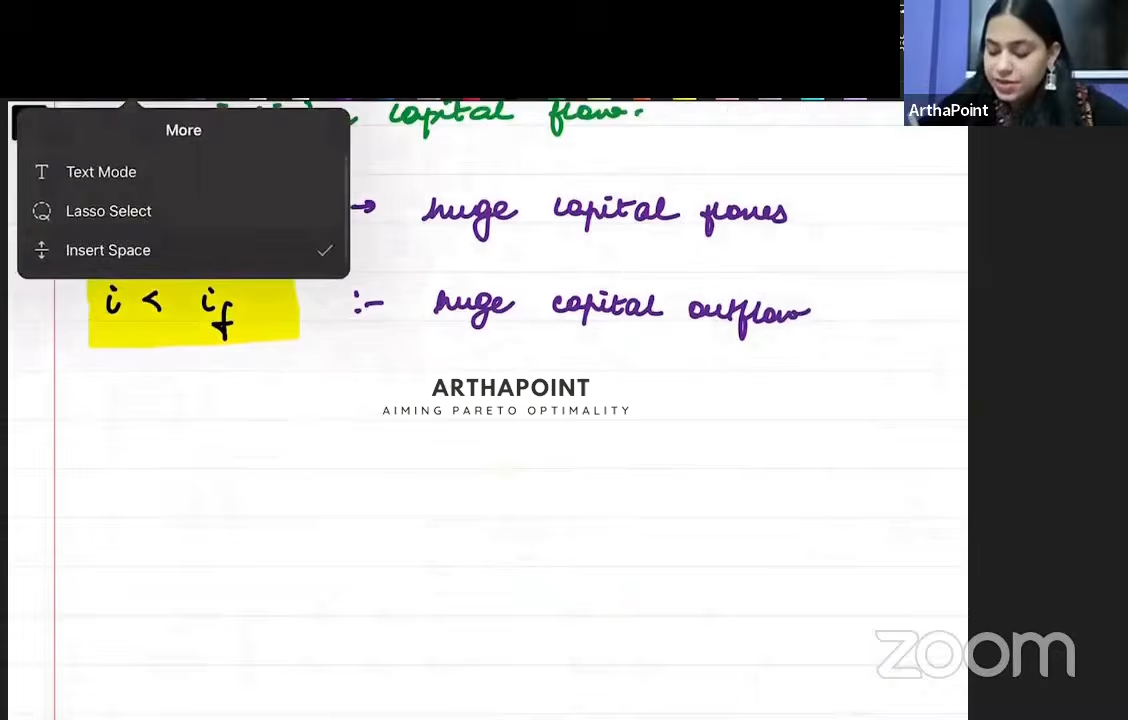 ArthaPoint
capital flow.
More
Text Mode
→ huge capital flows
Lasso Select
Insert Space
i < if :- huge capital outflow
ARTHAPOINT
AIMING PARETO OPTIMALITY
zoom